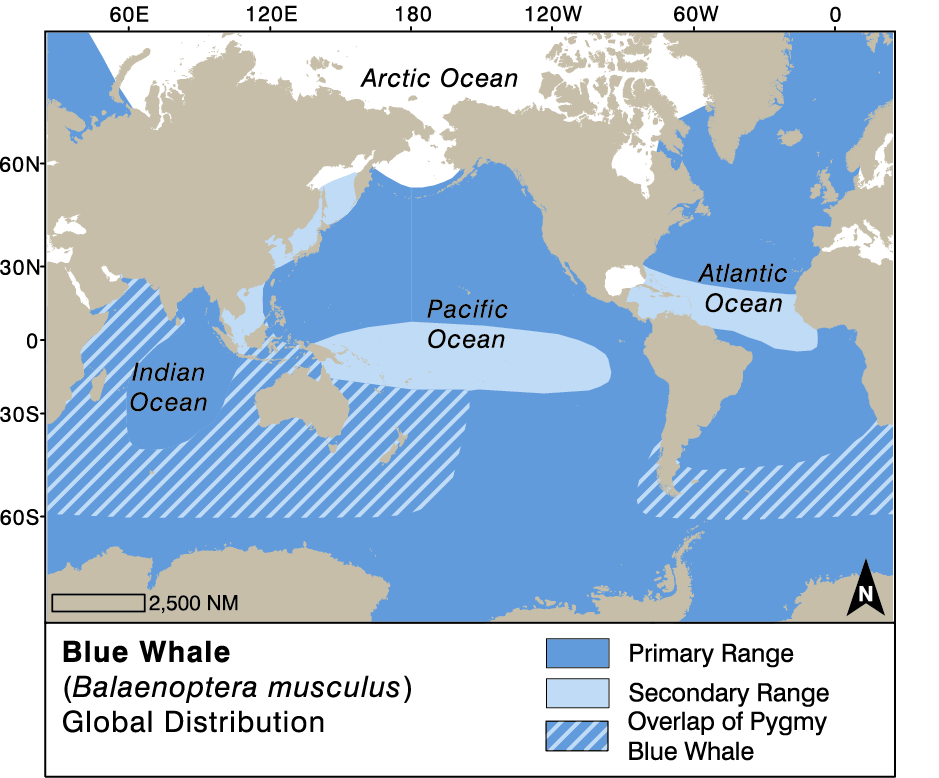 60E 120E 180 120W 60W 0
Arctic Ocean
60N
30N
Atlantic
Ocean
Pacific
Ocean
0
Indian
Ocean
30S
60S
2,500 NM
N
Blue Whale
(Balaenoptera musculus)
Global Distribution
Primary Range
Secondary Range
Overlap of Pygmy
Blue Whale